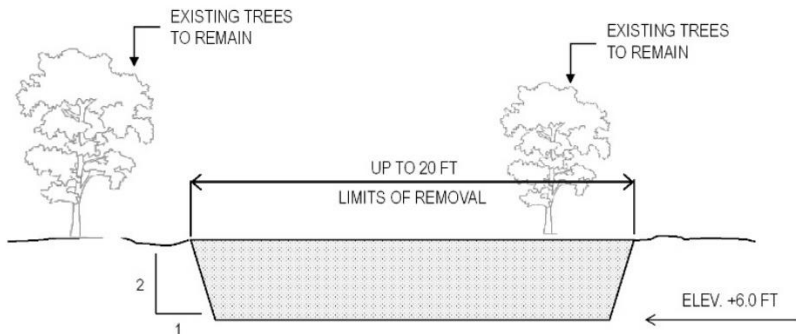 EXISTING TREES
TO REMAIN
EXISTING TREES
TO REMAIN
UP TO 20 FT
LIMITS OF REMOVAL
2
1
ELEV. +6.0 FT